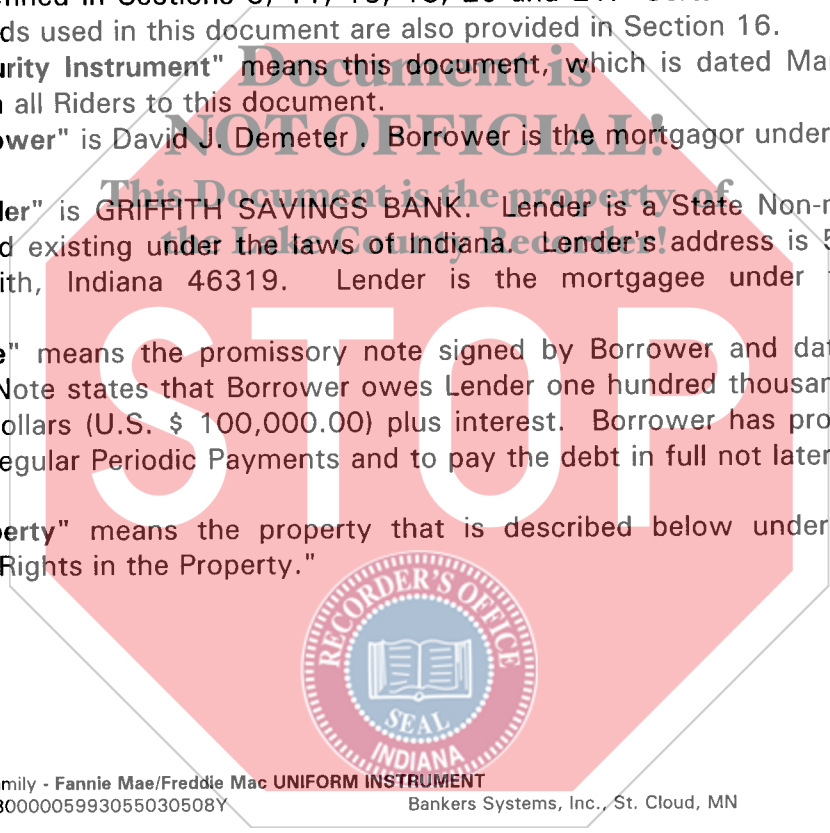 ds used in this document are also provided in Section 16.
urity Instrument" means this document, which is dated Ma
all Riders to this document.
ower" is David J. Demeter . Borrower is the mortgagor under
der" is GRIFFITH SAVINGS BANK. Lender is a State Non-
d existing under the laws of Indiana. Lender's address is 5
ith, Indiana 46319. Lender is the mortgagee under
e" means the promissory note signed by Borrower and dat
Note states that Borrower owes Lender one hundred thousan
ollars (U.S. $ 100,000.00) plus interest. Borrower has pro
egular Periodic Payments and to pay the debt in full not later
perty" means the property that is described below under
Rights in the Property."
Document is
NOT OFFICIAL!
This Document is the property of
the Lake County Recorder!
STOP
RECORDER'S OFFICE
SEAL
INDIANA
mily - Fannie Mae/Freddie Mac UNIFORM INSTRUMENT
3000005993055030508Y Bankers Systems, Inc., St. Cloud, MN